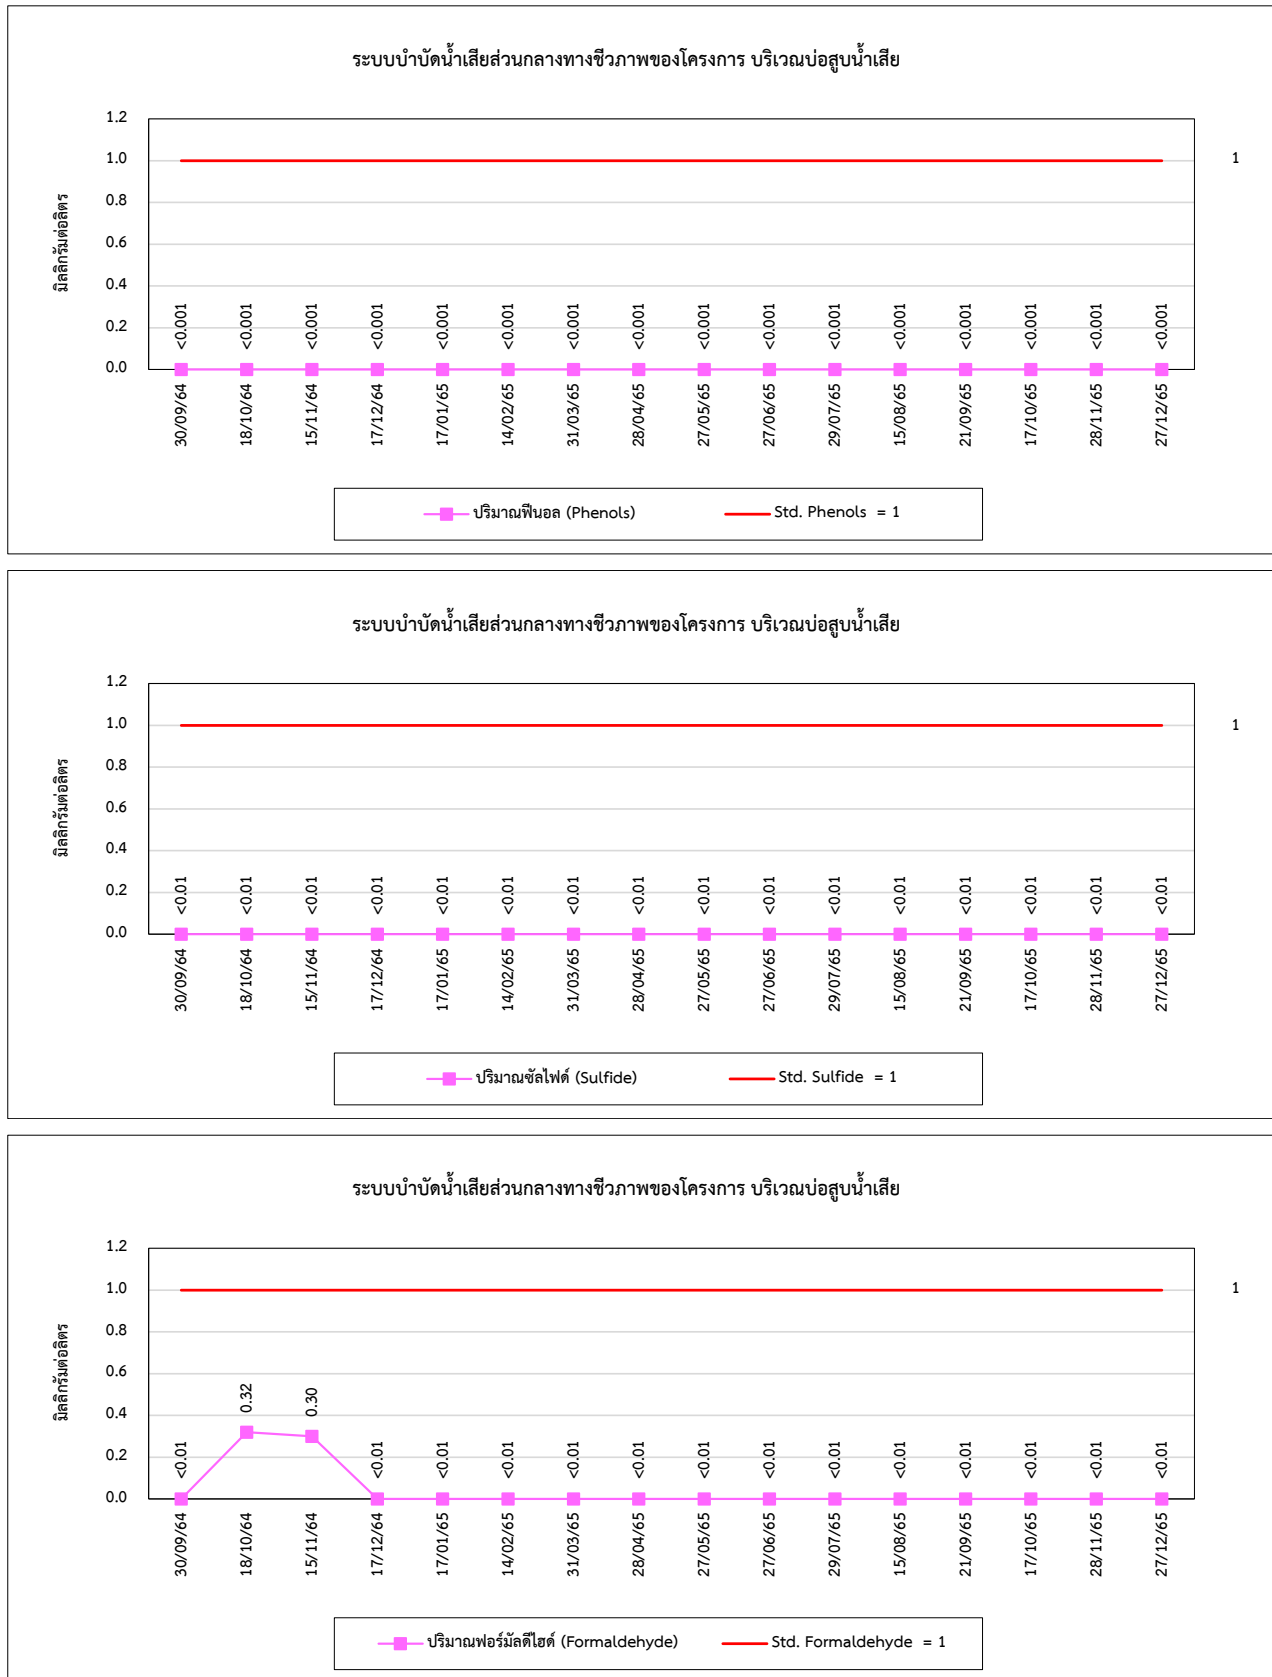 ระบบบำบัดน้ำเสียส่วนกลางทางชีวภาพของโครงการ บริเวณบ่อสูบน้ำเสีย
มิลลิกรัมต่อลิตร
1.2
1.0
0.8
0.6
0.4
0.2
0.0
1
<0.001 <0.001 <0.001 <0.001 <0.001 <0.001 <0.001 <0.001 <0.001 <0.001 <0.001 <0.001 <0.001 <0.001 <0.001 <0.001
30/09/64 18/10/64 15/11/64 17/12/64 17/01/65 14/02/65 31/03/65 28/04/65 27/05/65 27/06/65 29/07/65 15/08/65 21/09/65 17/10/65 28/11/65 27/12/65
ปริมาณฟีนอล (Phenols) Std. Phenols = 1
ระบบบำบัดน้ำเสียส่วนกลางทางชีวภาพของโครงการ บริเวณบ่อสูบน้ำเสีย
มิลลิกรัมต่อลิตร
1.2
1.0
0.8
0.6
0.4
0.2
0.0
1
<0.01 <0.01 <0.01 <0.01 <0.01 <0.01 <0.01 <0.01 <0.01 <0.01 <0.01 <0.01 <0.01 <0.01 <0.01 <0.01
30/09/64 18/10/64 15/11/64 17/12/64 17/01/65 14/02/65 31/03/65 28/04/65 27/05/65 27/06/65 29/07/65 15/08/65 21/09/65 17/10/65 28/11/65 27/12/65
ปริมาณซัลไฟด์ (Sulfide) Std. Sulfide = 1
ระบบบำบัดน้ำเสียส่วนกลางทางชีวภาพของโครงการ บริเวณบ่อสูบน้ำเสีย
มิลลิกรัมต่อลิตร
1.2
1.0
0.8
0.6
0.4
0.2
0.0
1
<0.01 0.32 0.30 <0.01 <0.01 <0.01 <0.01 <0.01 <0.01 <0.01 <0.01 <0.01 <0.01 <0.01 <0.01 <0.01
30/09/64 18/10/64 15/11/64 17/12/64 17/01/65 14/02/65 31/03/65 28/04/65 27/05/65 27/06/65 29/07/65 15/08/65 21/09/65 17/10/65 28/11/65 27/12/65
ปริมาณฟอร์มัลดีไฮด์ (Formaldehyde) Std. Formaldehyde = 1